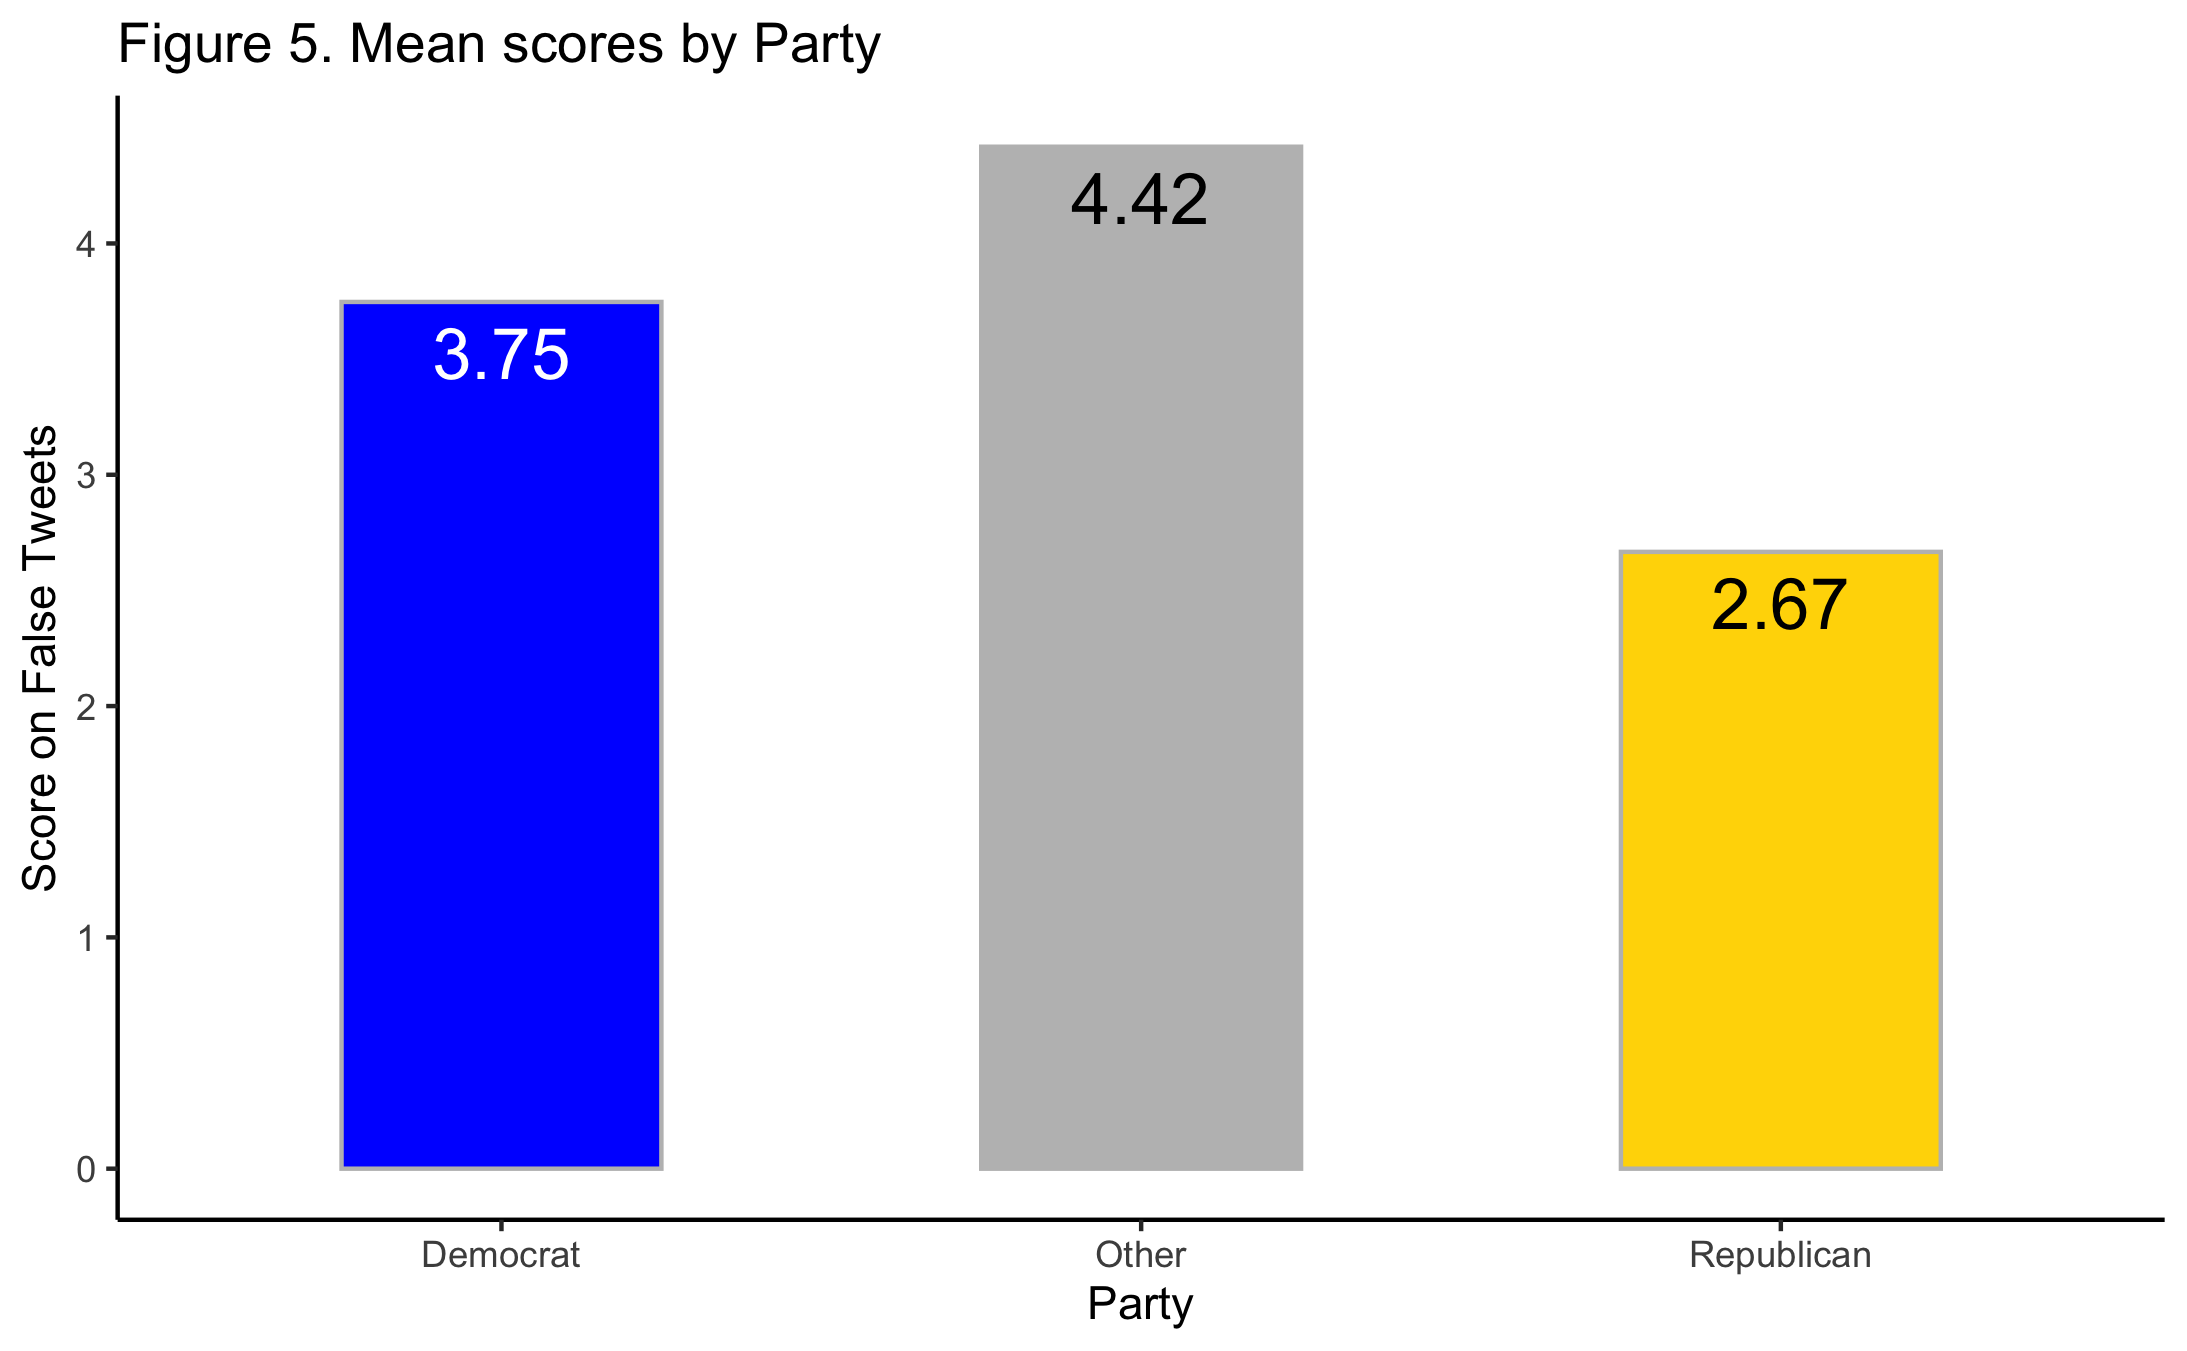 Figure 5. Mean scores by Party
Score on False Tweets
4
3
2
1
0
3.75
4.42
2.67
Democrat
Other
Republican
Party